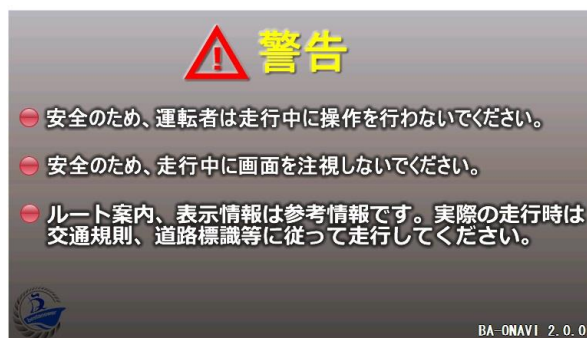 警告
安全のため、運転者は走行中に操作を行わないでください。
安全のため、走行中に画面を注視しないでください。
ルート案内、表示情報は参考情報です。実際の走行時は
交通規則、道路標識等に従って走行してください。
BA-ONAVI 2.0.0